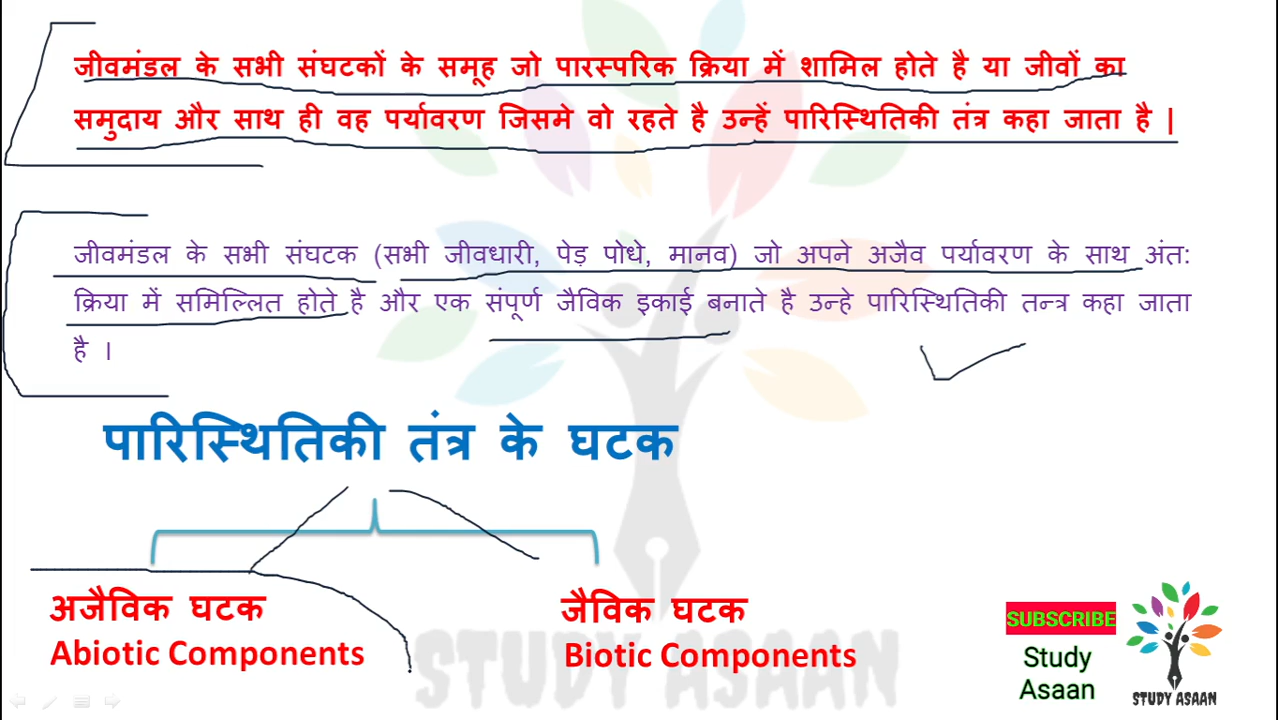 जीवमंडल के सभी संघटकों के समूह जो पारस्परिक क्रिया में शामिल होते है या जीवों का
समुदाय और साथ ही वह पर्यावरण जिसमे वो रहते है उन्हें पारिस्थितिकी तंत्र कहा जाता है |
जीवमंडल के सभी संघटक (सभी जीवधारी, पेड़ पोधे, मानव) जो अपने अजैव पर्यावरण के साथ अंत:
क्रिया में समिल्लित होते है और एक संपूर्ण जैविक इकाई बनाते है उन्हे पारिस्थितिकी तन्त्र कहा जाता
है ।
पारिस्थितिकी तंत्र के घटक
अजैविक घटक
Abiotic Components
जैविक घटक
Biotic Components
SUBSCRIBE
Study
Asaan
STUDY ASAAN
STUDY ASAAN